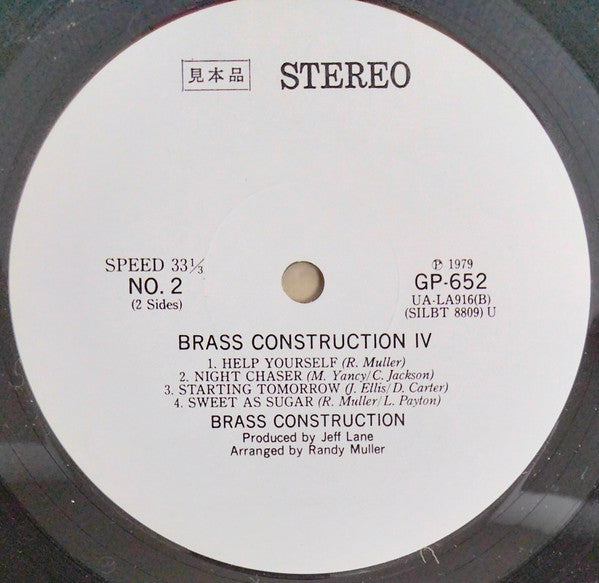 見本品 STEREO
SPEED 33⅓
NO. 2
(2 Sides)
Ⓟ 1979
GP-652
UA-LA916(B)
(SILBT 8809) U
BRASS CONSTRUCTION IV
1. HELP YOURSELF (R. Muller)
2. NIGHT CHASER (M. Yancy/C. Jackson)
3. STARTING TOMORROW (J. Ellis/D. Carter)
4. SWEET AS SUGAR (R. Muller/L. Payton)
BRASS CONSTRUCTION
Produced by Jeff Lane
Arranged by Randy Muller